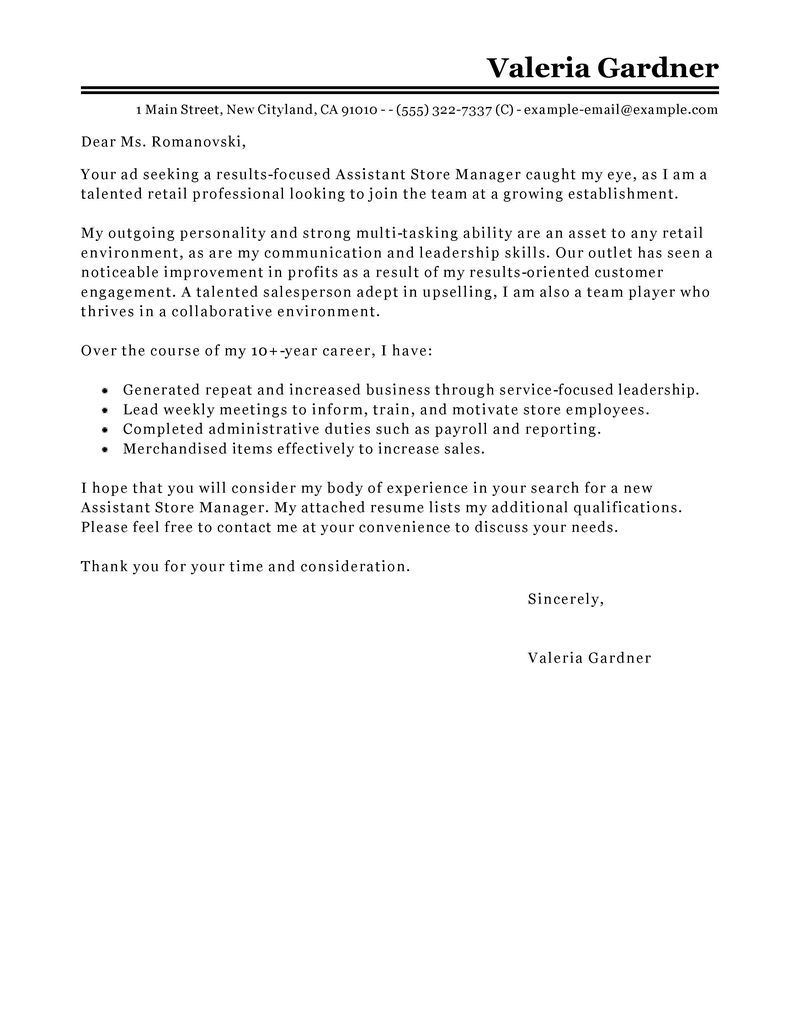 Valeria Gardner
1 Main Street, New Cityland, CA 91010 - - (555) 322-7337 (C) - example-email@example.com
Dear Ms. Romanovski,
Your ad seeking a results-focused Assistant Store Manager caught my eye, as I am a
talented retail professional looking to join the team at a growing establishment.
My outgoing personality and strong multi-tasking ability are an asset to any retail
environment, as are my communication and leadership skills. Our outlet has seen a
noticeable improvement in profits as a result of my results-oriented customer
engagement. A talented salesperson adept in upselling, I am also a team player who
thrives in a collaborative environment.
Over the course of my 10+-year career, I have:
• Generated repeat and increased business through service-focused leadership.
• Lead weekly meetings to inform, train, and motivate store employees.
• Completed administrative duties such as payroll and reporting.
• Merchandised items effectively to increase sales.
I hope that you will consider my body of experience in your search for a new
Assistant Store Manager. My attached resume lists my additional qualifications.
Please feel free to contact me at your convenience to discuss your needs.
Thank you for your time and consideration.
Sincerely,
Valeria Gardner